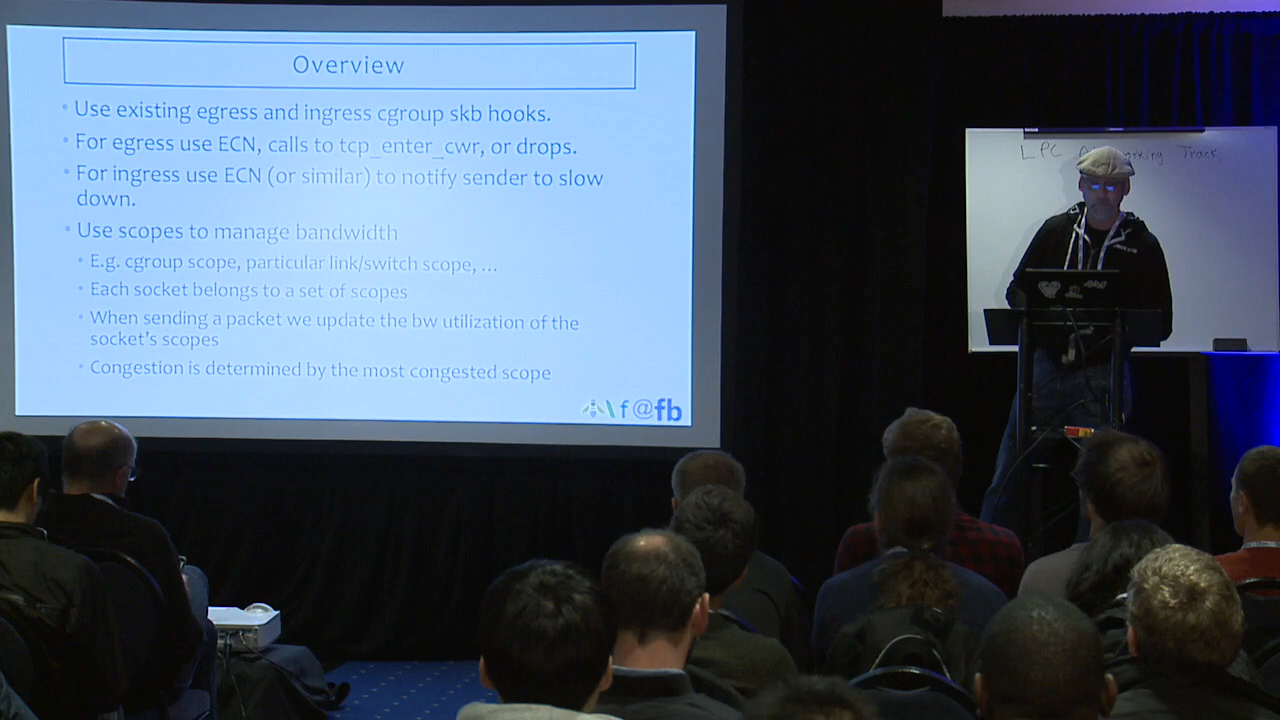 Overview
• Use existing egress and ingress cgroup skb hooks.
• For egress use ECN, calls to tcp_enter_cwr, or drops.
• For ingress use ECN (or similar) to notify sender to slow
down.
• Use scopes to manage bandwidth
• E.g. cgroup scope, particular link/switch scope, ...
• Each socket belongs to a set of scopes
• When sending a packet we update the bw utilization of the
socket's scopes
• Congestion is determined by the most congested scope
f@fb
LPC Track